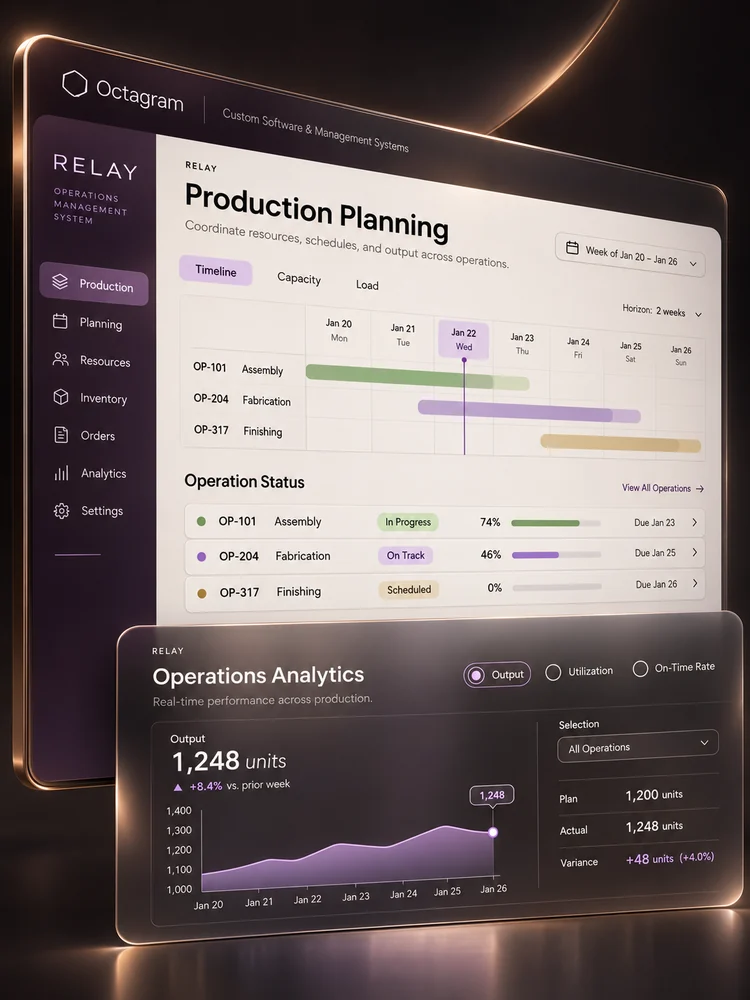 Octagram
Custom Software & Management Systems
RELAY
OPERATIONS
MANAGEMENT
SYSTEM
Production
Planning
Resources
Inventory
Orders
Analytics
Settings
RELAY
Production Planning
Coordinate resources, schedules, and output across operations.
Week of Jan 20 – Jan 26
Timeline
Capacity
Load
Horizon: 2 weeks
Jan 20 Mon
Jan 21 Tue
Jan 22 Wed
Jan 23 Thu
Jan 24 Fri
Jan 25 Sat
Jan 26 Sun
OP-101 Assembly
OP-204 Fabrication
OP-317 Finishing
Operation Status
View All Operations →
OP-101 Assembly In Progress 74% Due Jan 23
OP-204 Fabrication On Track 46% Due Jan 25
OP-317 Finishing Scheduled 0% Due Jan 26
RELAY
Operations Analytics
Real-time performance across production.
Output
Utilization
On-Time Rate
Output
1,248 units
▲ +8.4% vs. prior week
1,248
1,400
1,300
1,200
1,100
1,000
Jan 20 Jan 21 Jan 22 Jan 23 Jan 24 Jan 25 Jan 26
Selection
All Operations
Plan 1,200 units
Actual 1,248 units
Variance +48 units (+4.0%)